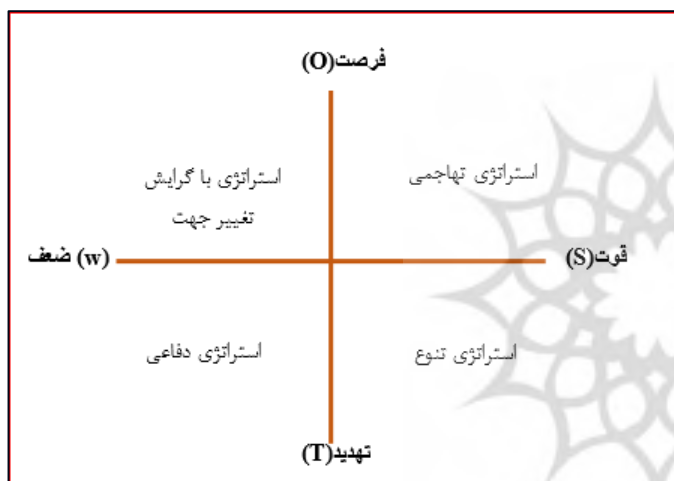 فرصت(O)
استراتژی تهاجمی
استراتژی با گرایش
تغییر جهت
قوت(S)
ضعف (w)
استراتژی تنوع
استراتژی دفاعی
تهدید(T)